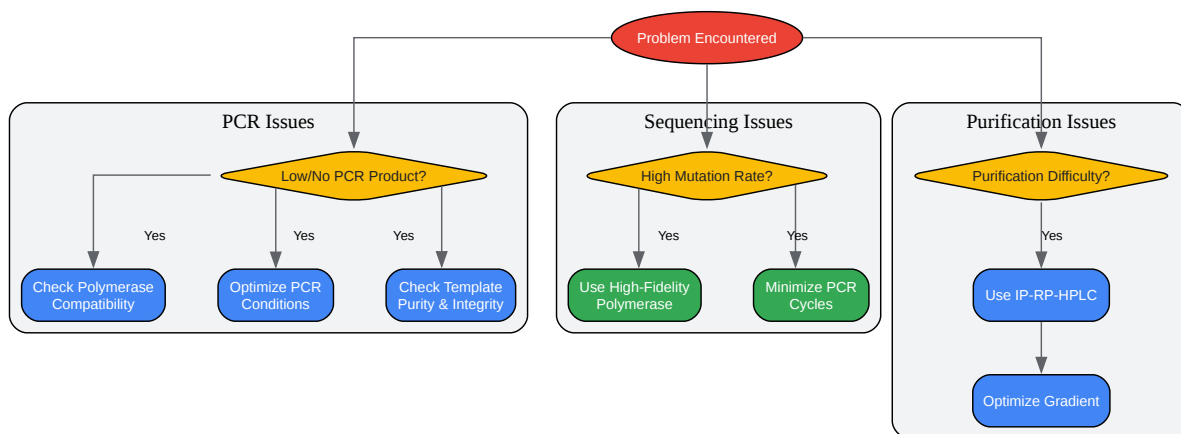 Problem Encountered
PCR Issues
Sequencing Issues
Purification Issues
Low/No PCR Product?
High Mutation Rate?
Purification Difficulty?
Yes
Yes
Yes
Yes
Yes
Yes
Check Polymerase
Compatibility
Optimize PCR
Conditions
Check Template
Purity & Integrity
Use High-Fidelity
Polymerase
Minimize PCR
Cycles
Use IP-RP-HPLC
Optimize Gradient